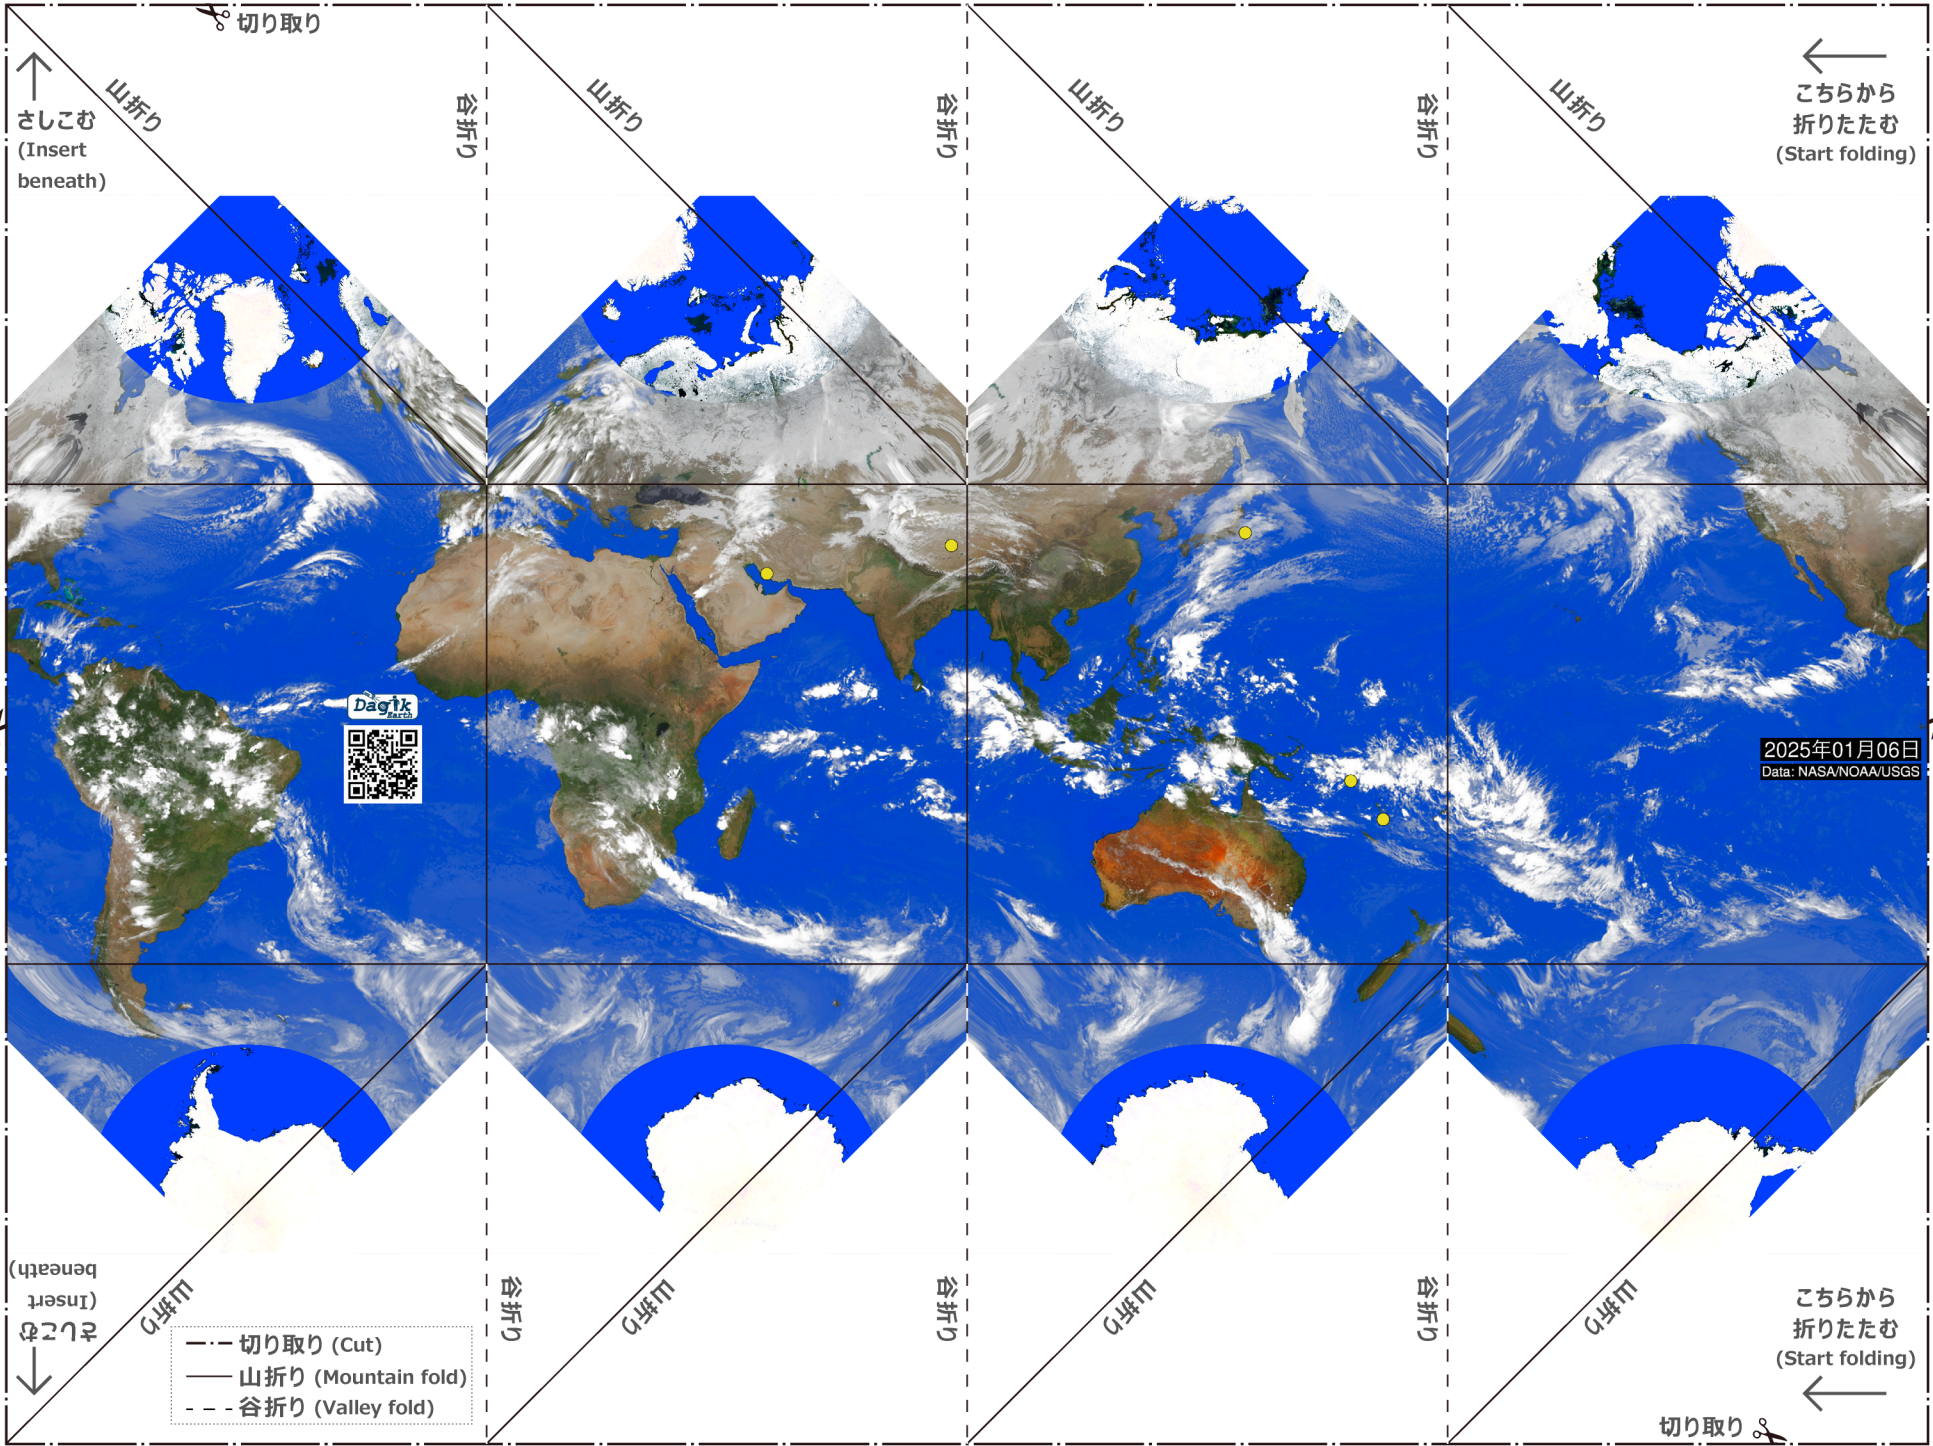 切り取り
山折り
谷折り
山折り
谷折り
山折り
谷折り
山折り
さしこむ
(Insert
beneath)
こちらから
折りたたむ
(Start folding)
Dagik
Earth
2025年01月06日
Data: NASA/NOAA/USGS
さしこむ
(Insert
beneath)
山折り
谷折り
山折り
谷折り
山折り
谷折り
山折り
こちらから
折りたたむ
(Start folding)
切り取り (Cut)
山折り (Mountain fold)
谷折り (Valley fold)
切り取り